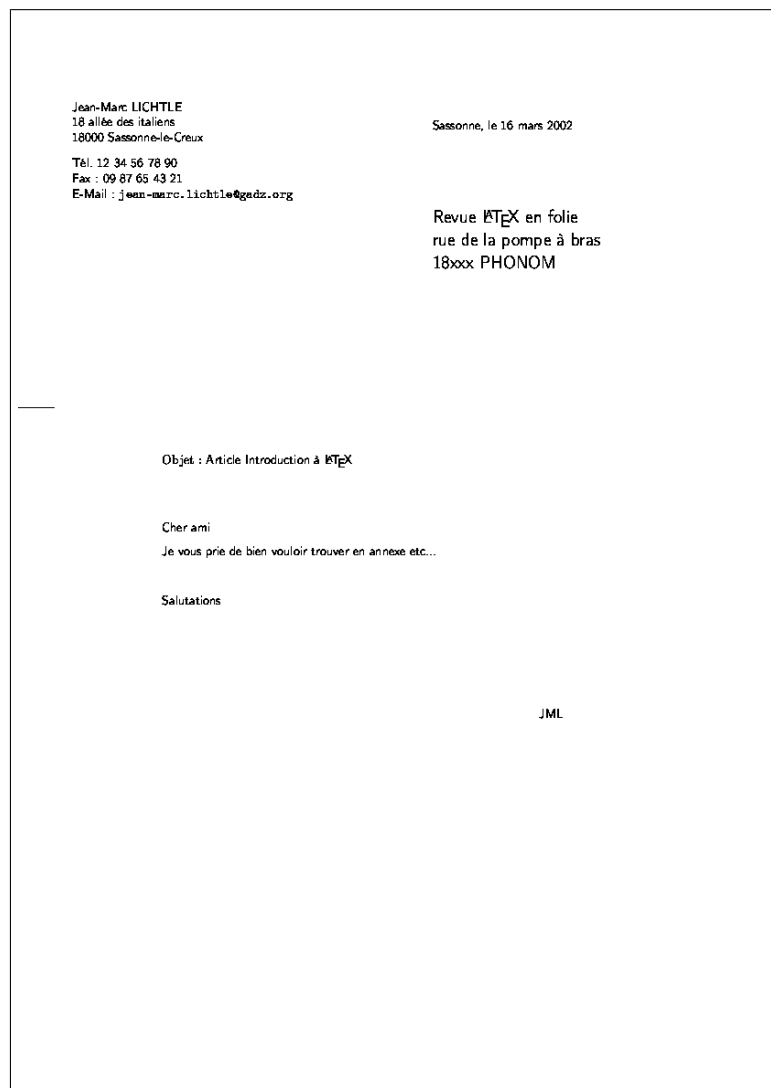 Jean-Marc LICHTLE
18 allée des italiens
18000 Sassonne-le-Creux
Sassonne, le 16 mars 2002
Tél. 12 34 56 78 90
Fax : 09 87 65 43 21
E-Mail : jean-marc.lichtle@gadz.org
Revue LATEX en folie
rue de la pompe à bras
18xxx PHONOM
Objet : Article Introduction à LATEX
Cher ami
Je vous prie de bien vouloir trouver en annexe etc...
Salutations
JML